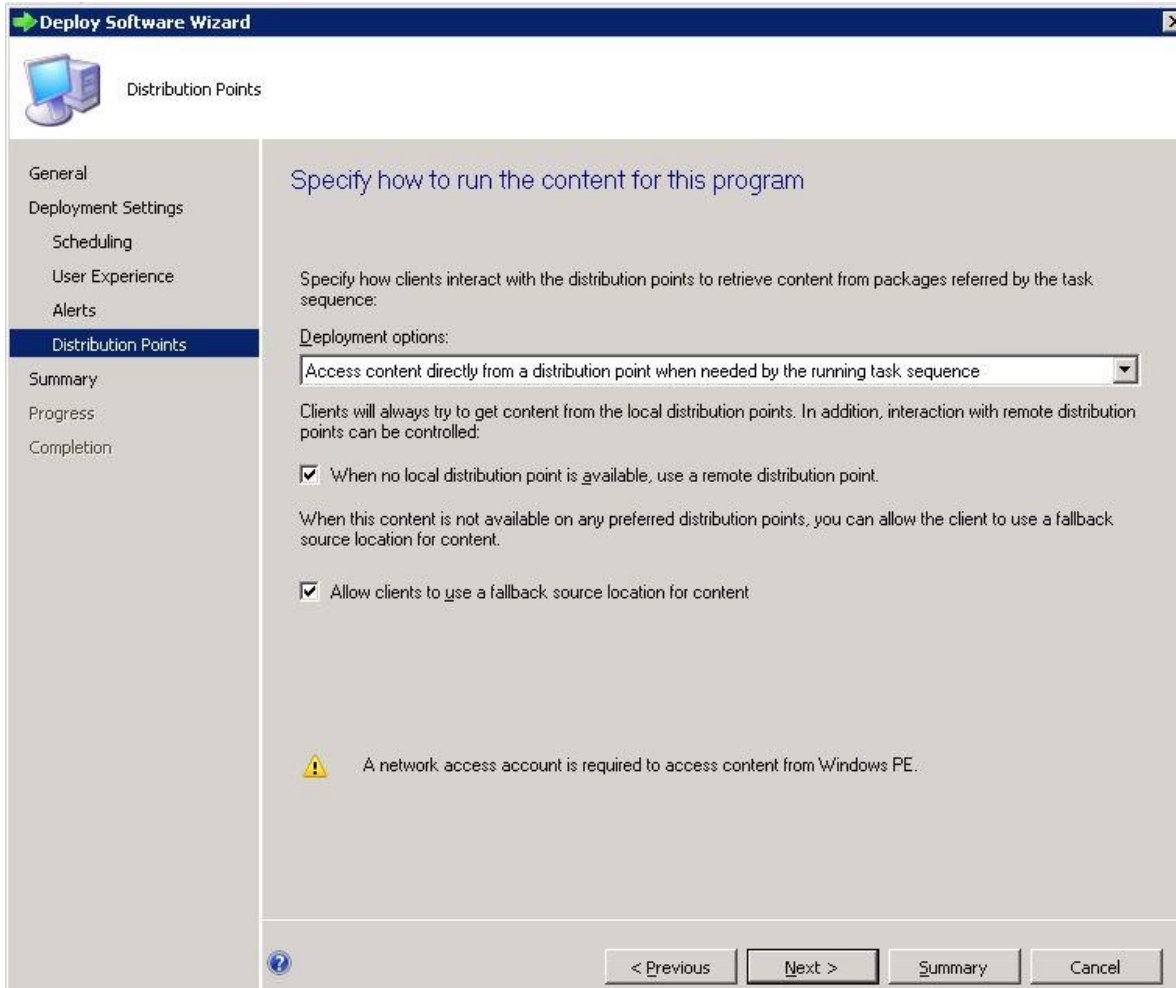 Deploy Software Wizard
Distribution Points
General
Deployment Settings
Scheduling
User Experience
Alerts
Distribution Points
Summary
Progress
Completion
Specify how to run the content for this program
Specify how clients interact with the distribution points to retrieve content from packages referred by the task
sequence:
Deployment options:
Access content directly from a distribution point when needed by the running task sequence
Clients will always try to get content from the local distribution points. In addition, interaction with remote distribution
points can be controlled:
When no local distribution point is available, use a remote distribution point.
When this content is not available on any preferred distribution points, you can allow the client to use a fallback
source location for content.
Allow clients to use a fallback source location for content
A network access account is required to access content from Windows PE.
< Previous
Next >
Summary
Cancel